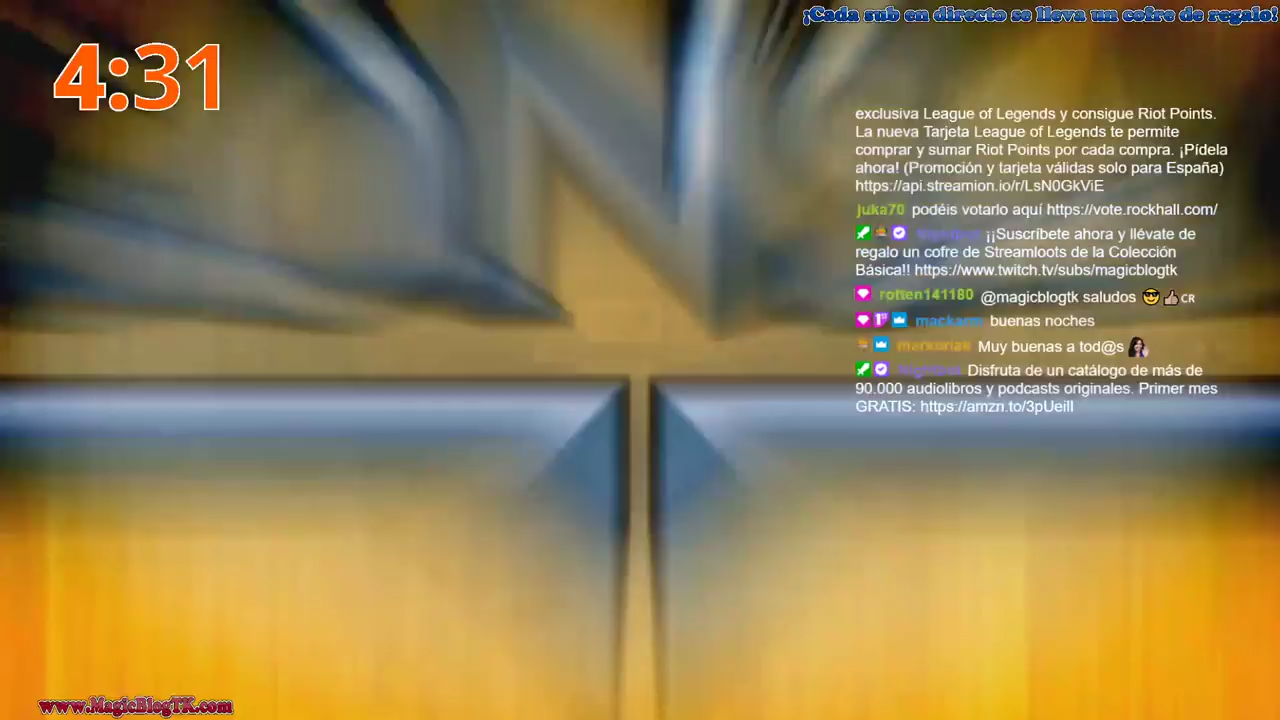 ¡Cada sub en directo se lleva un cofre de regalo!
4:31
exclusiva League of Legends y consigue Riot Points.
La nueva Tarjeta League of Legends te permite
comprar y sumar Riot Points por cada compra. ¡Pídela
ahora! (Promoción y tarjeta válidas solo para España)
https://api.streamion.io/r/LsN0GkViE
juka70 podéis votarlo aquí https://vote.rockhall.com/
¡¡Suscríbete ahora y llévate de
regalo un cofre de Streamloots de la Colección
Básica!! https://www.twitch.tv/subs/magicblogtk
rotten141180 @magicblogtk saludos CR
buenas noches
Muy buenas a tod@s
Disfruta de un catálogo de más de
90.000 audiolibros y podcasts originales. Primer mes
GRATIS: https://amzn.to/3pUeiIl
www.MagicBlogTK.com